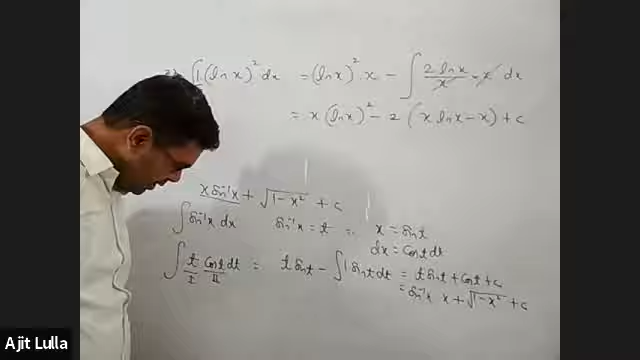 ∫1(ln x)² dx = (ln x)² · x − ∫ (2 ln x / x) · x dx
= x (ln x)² − 2 (x ln x − x) + c
x sin⁻¹x + √(1−x²) + c
∫ sin⁻¹x dx sin⁻¹x = t ∴ x = sin t
dx = cos t dt
∫ t cos t dt = t sin t − ∫ 1 sin t dt = t sin t + cos t + c
I II
= sin⁻¹x x + √(1−x²) + c
Ajit Lulla